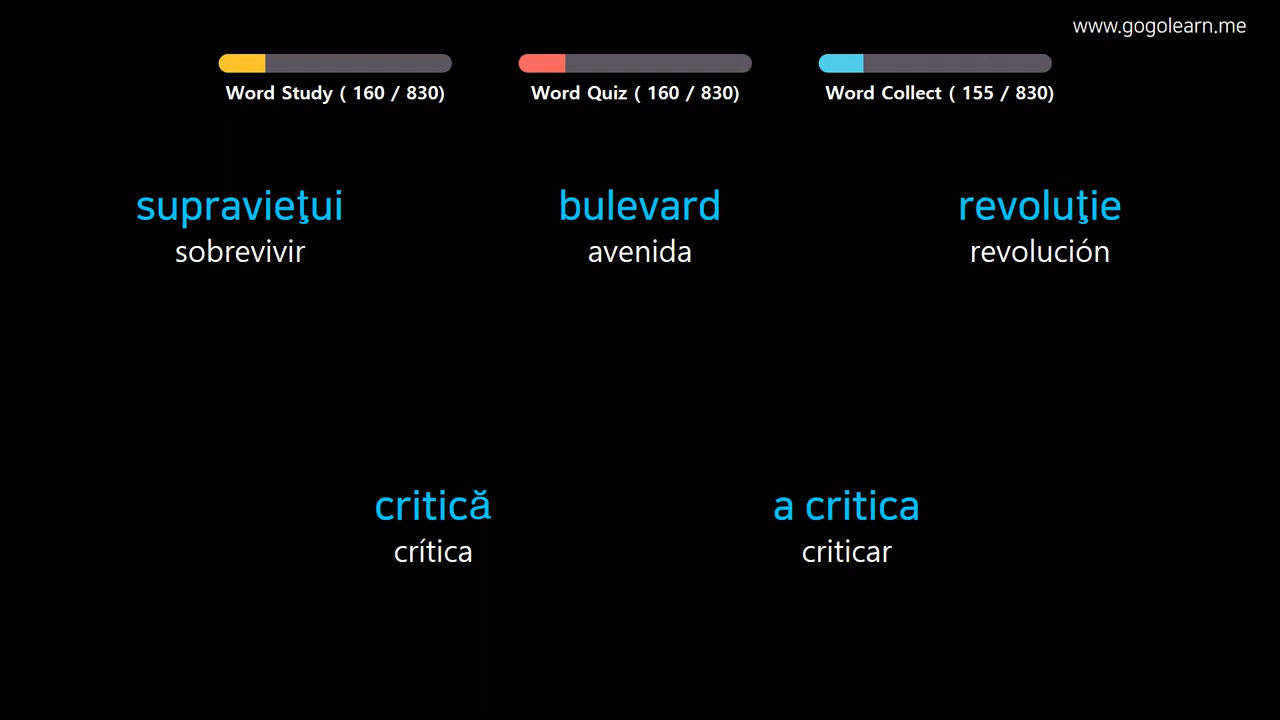 www.gogolearn.me
Word Study ( 160 / 830)
Word Quiz ( 160 / 830)
Word Collect ( 155 / 830)
supravieţui
sobrevivir
bulevard
avenida
revoluţie
revolución
critică
crítica
a critica
criticar